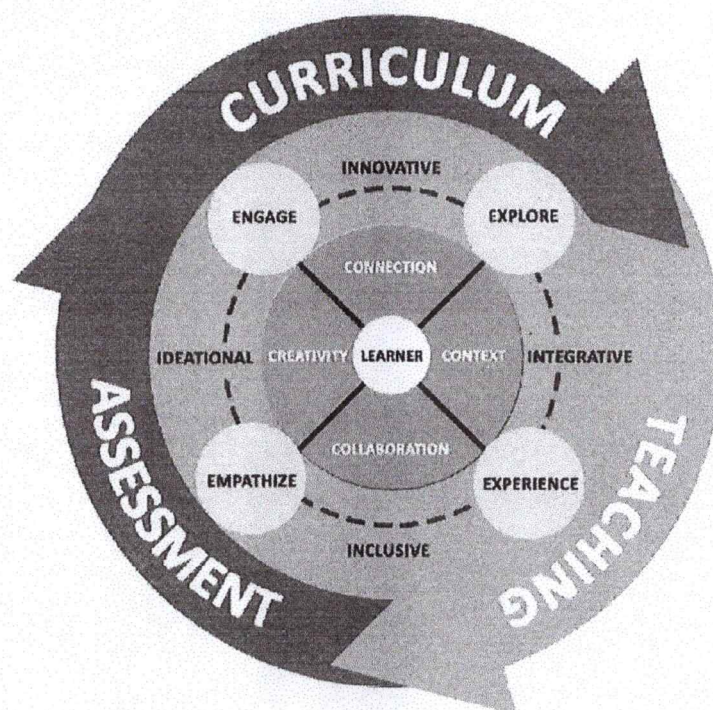 CURRICULUM
INNOVATIVE
ENGAGE
EXPLORE
CONNECTION
IDEATIONAL
CREATIVITY
LEARNER
CONTEXT
INTEGRATIVE
ASSESSMENT
TEACHING
COLLABORATION
EMPATHIZE
EXPERIENCE
INCLUSIVE